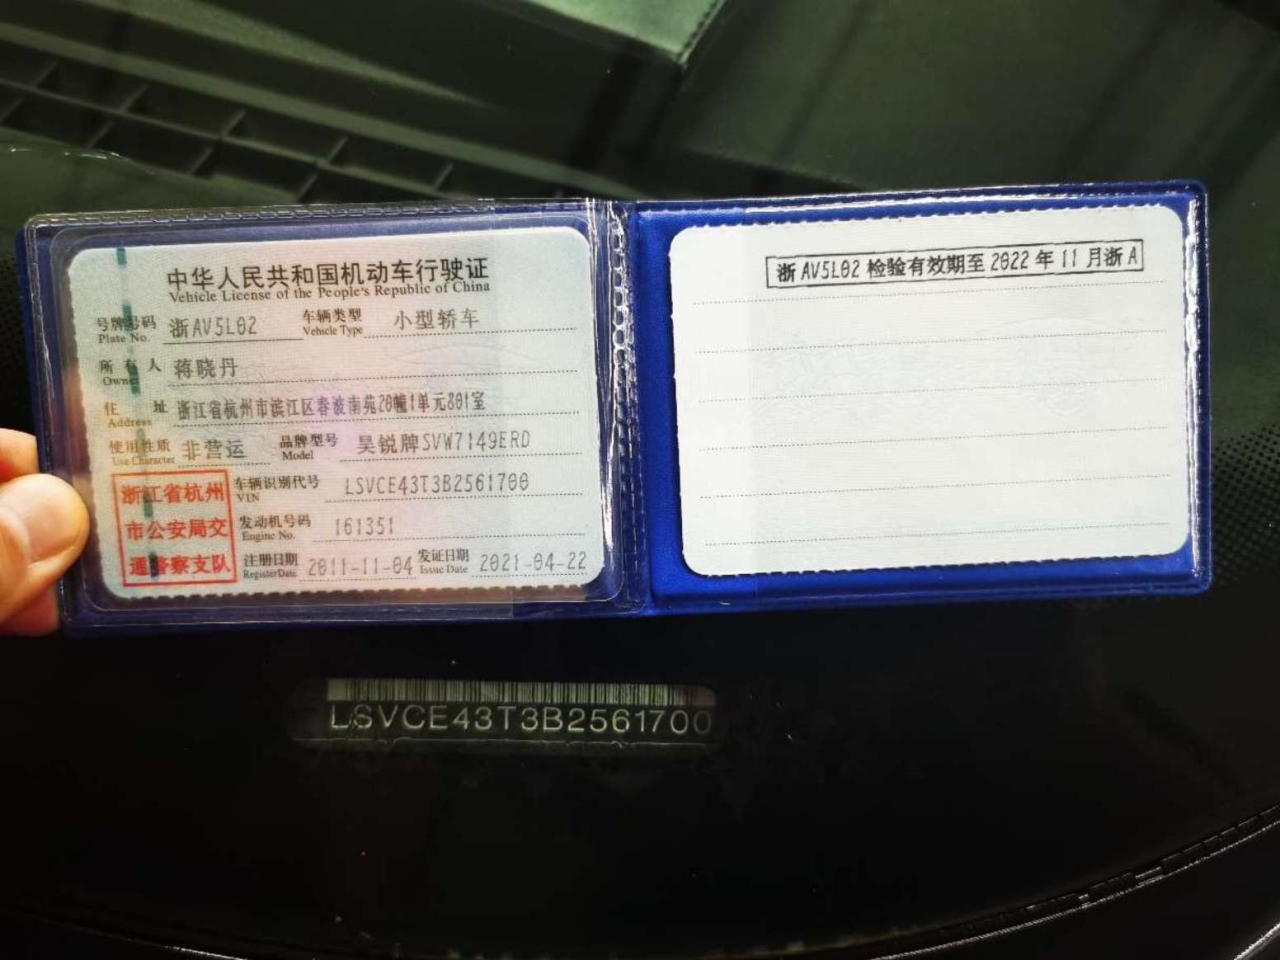 中华人民共和国机动车行驶证
Vehicle License of the People's Republic of China
号牌号码 浙AV5L02 车辆类型 小型轿车
Plate No. Vehicle Type
所有人 蒋晓丹
Owner
住址 浙江省杭州市滨江区春波南苑20幢1单元801室
Address
使用性质 非营运 品牌型号 昊锐牌SVW7149ERD
Use Character Model
浙江省杭州
市公安局交
通警察支队
车辆识别代号 LSVCE43T3B2561700
VIN
发动机号码 161351
Engine No.
注册日期 2011-11-04 发证日期 2021-04-22
Register Date Issue Date
浙AV5L02检验有效期至2022年11月浙A
LSVCE43T3B2561700